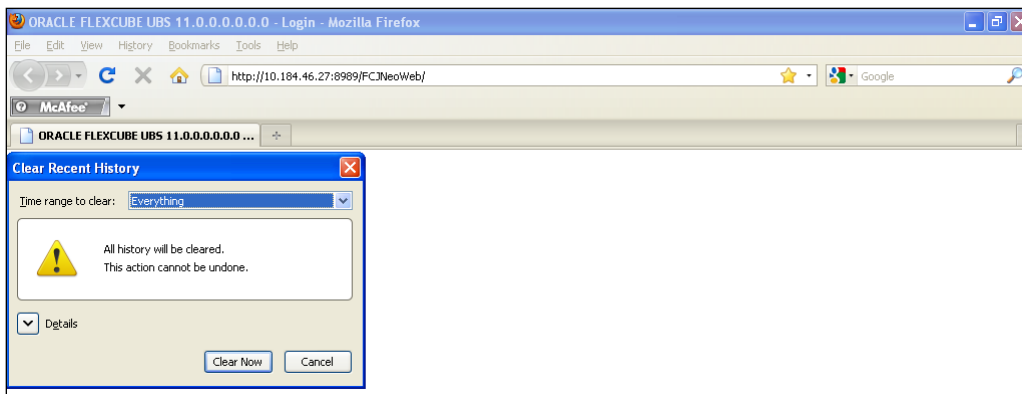 ORACLE FLEXCUBE UBS 11.0.0.0.0.0.0 - Login - Mozilla Firefox
File Edit View History Bookmarks Tools Help
http://10.184.46.27:8989/FCJNeoWeb/ Google
McAfee
ORACLE FLEXCUBE UBS 11.0.0.0.0.0.0 ...
Clear Recent History
Time range to clear: Everything
All history will be cleared.
This action cannot be undone.
Details
Clear Now Cancel